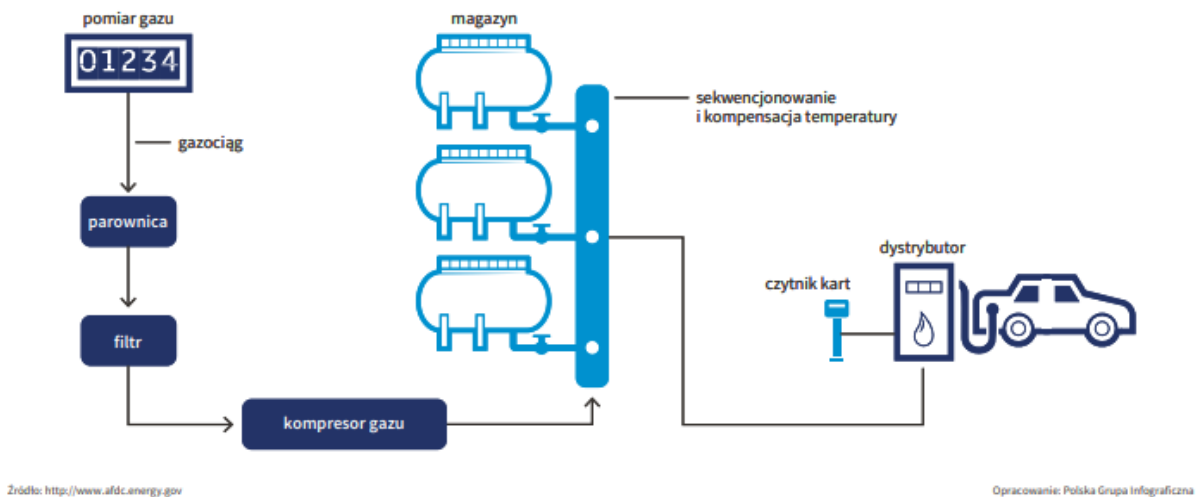 pomiar gazu
01234
gazociąg
parownica
filtr
kompresor gazu
magazyn
sekwencjonowanie
i kompensacja temperatury
dystrybutor
czytnik kart
Źródło: http://www.afdc.energy.gov
Opracowanie: Polska Grupa Infograficzna